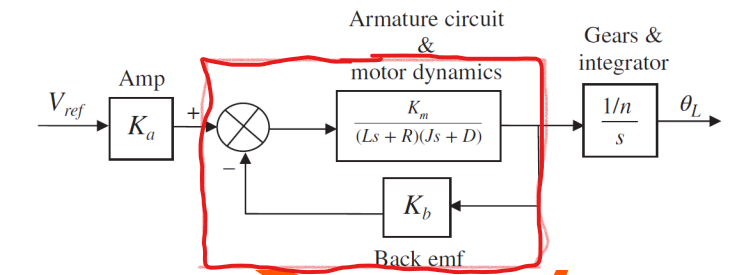 Armature circuit
&
motor dynamics
Gears &
integrator
Amp
V_ref
K_a
+
K_m
(Ls + R)(Js + D)
1/n
s
θ_L
−
K_b
Back emf